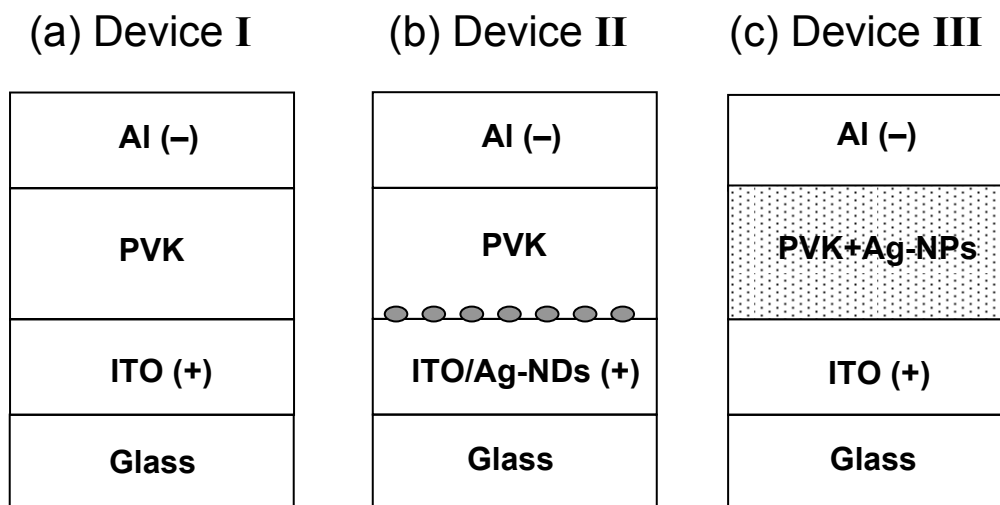 (a) Device I
(b) Device II
(c) Device III
Al (–)
PVK
ITO (+)
Glass
Al (–)
PVK
ITO/Ag-NDs (+)
Glass
Al (–)
PVK+Ag-NPs
ITO (+)
Glass